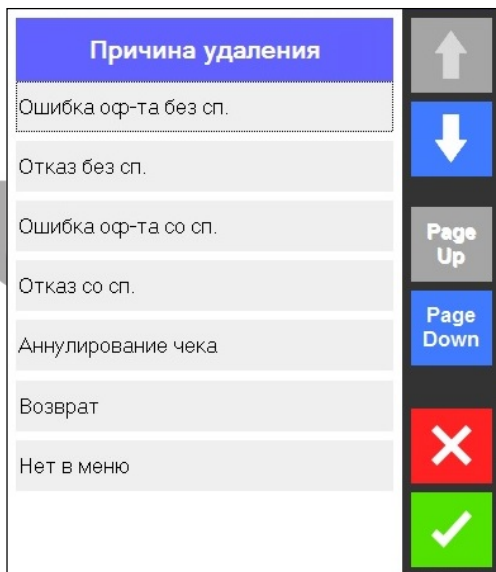 Причина удаления
Ошибка оф-та без сп.
Отказ без сп.
Ошибка оф-та со сп.
Отказ со сп.
Аннулирование чека
Возврат
Нет в меню
Page
Up
Page
Down